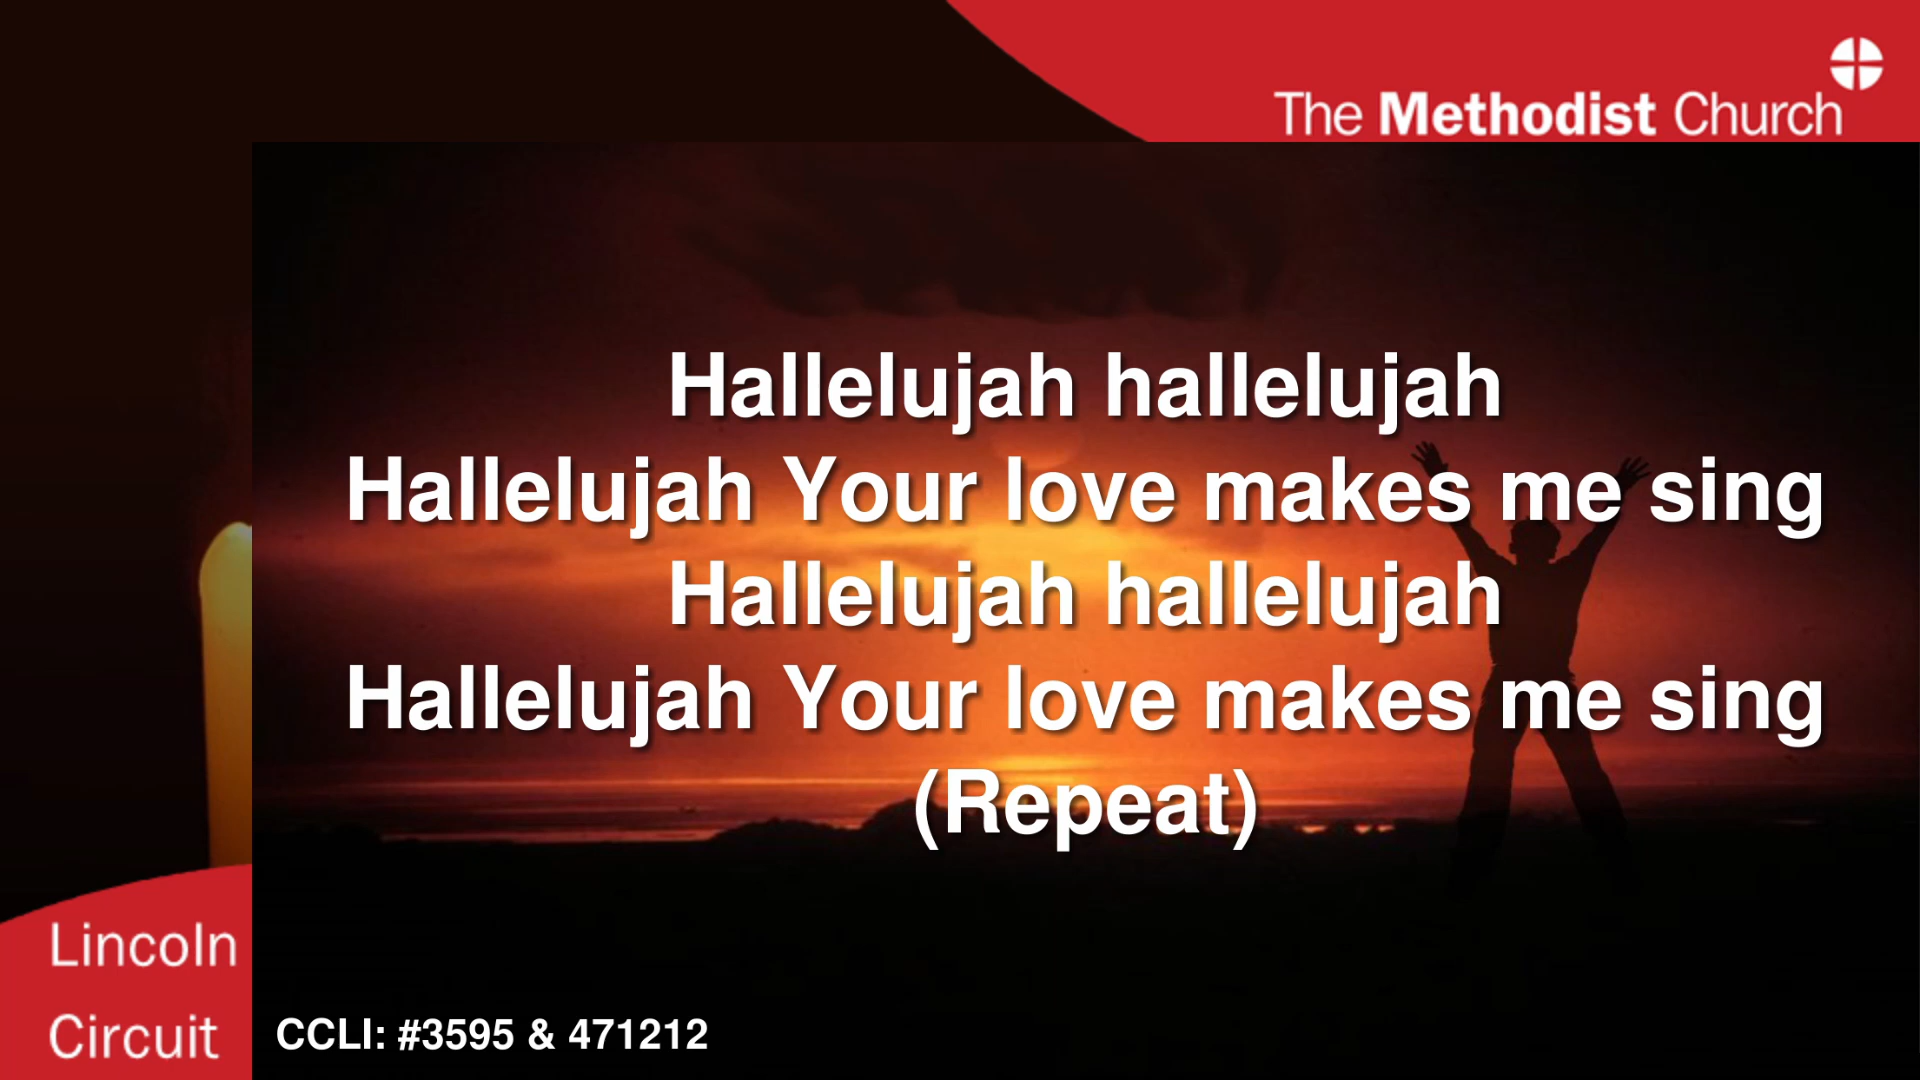 The Methodist Church
Hallelujah hallelujah
Hallelujah Your love makes me sing
Hallelujah hallelujah
Hallelujah Your love makes me sing
(Repeat)
Lincoln
Circuit
CCLI: #3595 & 471212